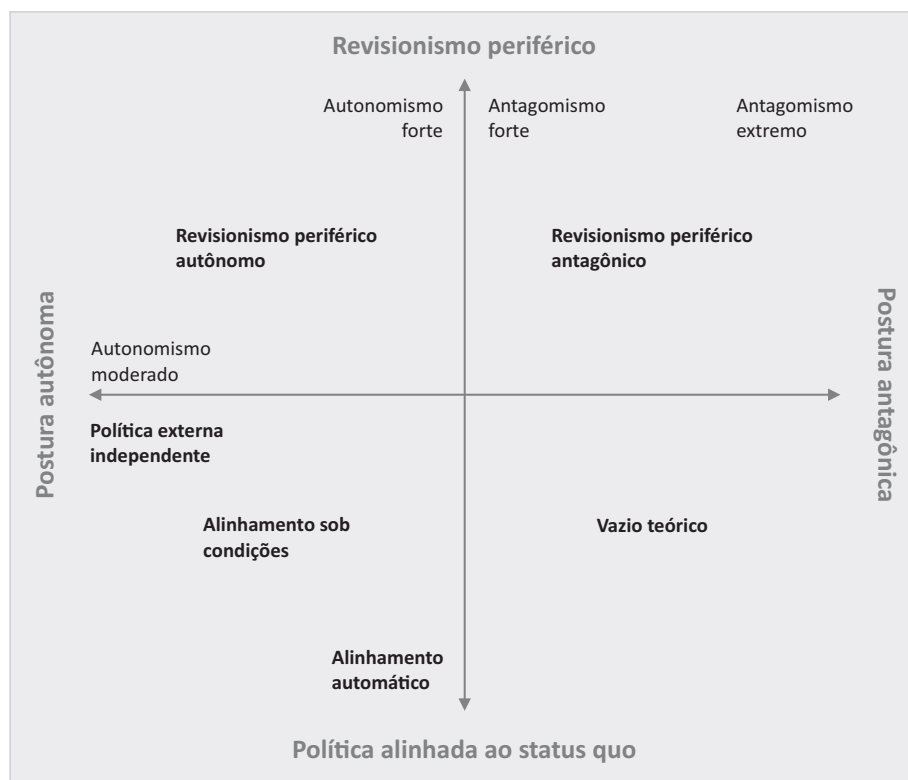 Revisionismo periférico
Autonomismo
forte
Antagomismo
forte
Antagomismo
extremo
Revisionismo periférico
autônomo
Revisionismo periférico
antagônico
Postura autônoma
Postura antagônica
Autonomismo
moderado
Política externa
independente
Alinhamento sob
condições
Vazio teórico
Alinhamento
automático
Política alinhada ao status quo